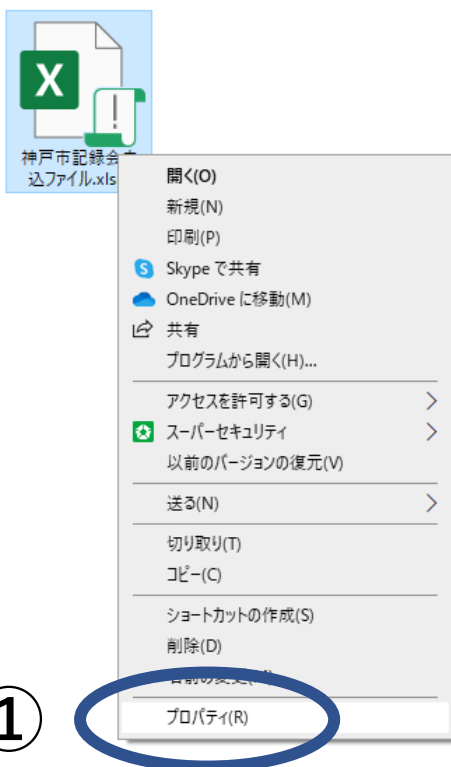 X
神戸市記録会
込ファイル.xls
開く(O)
新規(N)
印刷(P)
Skype で共有
OneDrive に移動(M)
共有
プログラムから開く(H)...
アクセスを許可する(G)
スーパーセキュリティ
以前のバージョンの復元(V)
送る(N)
切り取り(T)
コピー(C)
ショートカットの作成(S)
削除(D)
① プロパティ(R)